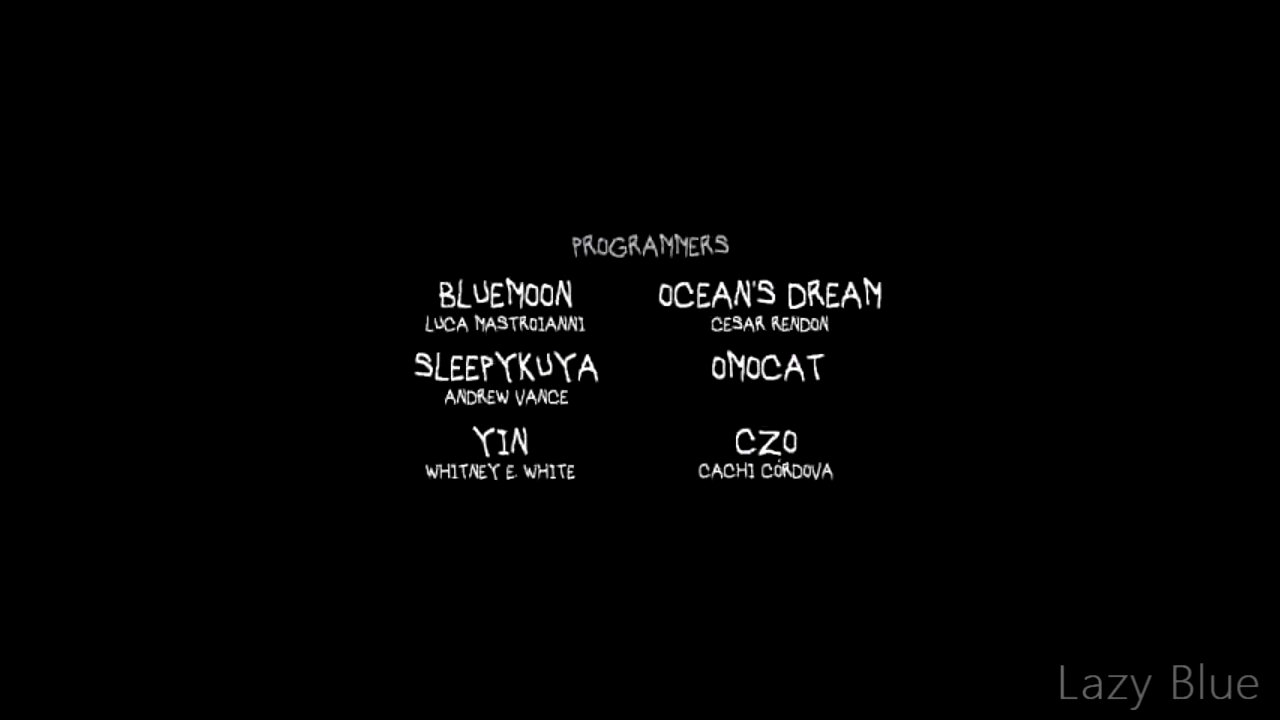 PROGRAMMERS
BLUEMOON OCEAN'S DREAM
LUCA MASTROIANNI CESAR RENDON
SLEEPYKUYA OMOCAT
ANDREW VANCE
YIN CZO
WHITNEY E. WHITE CACHI CÓRDOVA
Lazy Blue